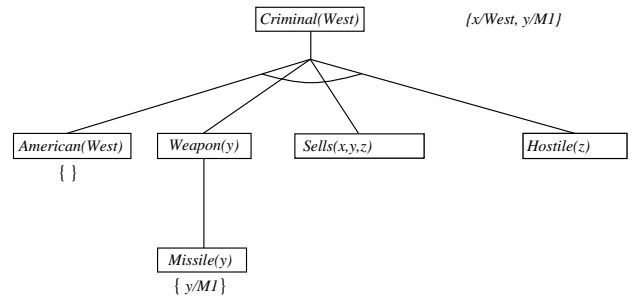 Criminal(West)
{x/West, y/M1}
American(West)
Weapon(y)
Sells(x,y,z)
Hostile(z)
{ }
Missile(y)
{ y/M1}